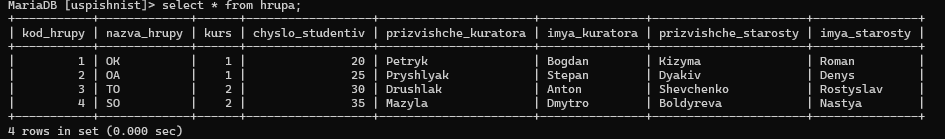 MariaDB [uspishnist]> select * from hrupa;
+-----------+-------------+------+------------------+---------------------+--------------+----------------------+--------------+
| kod_hrupy | nazva_hrupy | kurs | chyslo_studentiv | prizvishche_kuratora | imya_kuratora | prizvishche_starosty | imya_starosty |
+-----------+-------------+------+------------------+---------------------+--------------+----------------------+--------------+
| 1 | OK | 1 | 20 | Petryk | Bogdan | Kizyma | Roman |
| 2 | OA | 1 | 25 | Pryshlyak | Stepan | Dyakiv | Denys |
| 3 | TO | 2 | 30 | Drushlak | Anton | Shevchenko | Rostyslav |
| 4 | SO | 2 | 35 | Mazyla | Dmytro | Boldyreva | Nastya |
+-----------+-------------+------+------------------+---------------------+--------------+----------------------+--------------+
4 rows in set (0.000 sec)